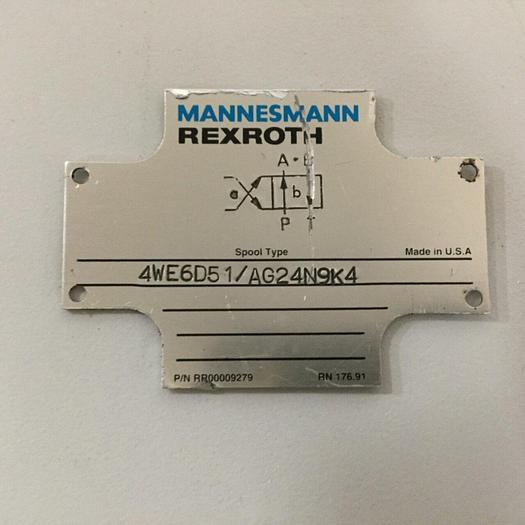 MANNESMANN
REXROTH
A B
a b
P T
Spool Type Made in U.S.A
4WE6D51/AG24N9K4
P/N RR00009279 RN 176.91